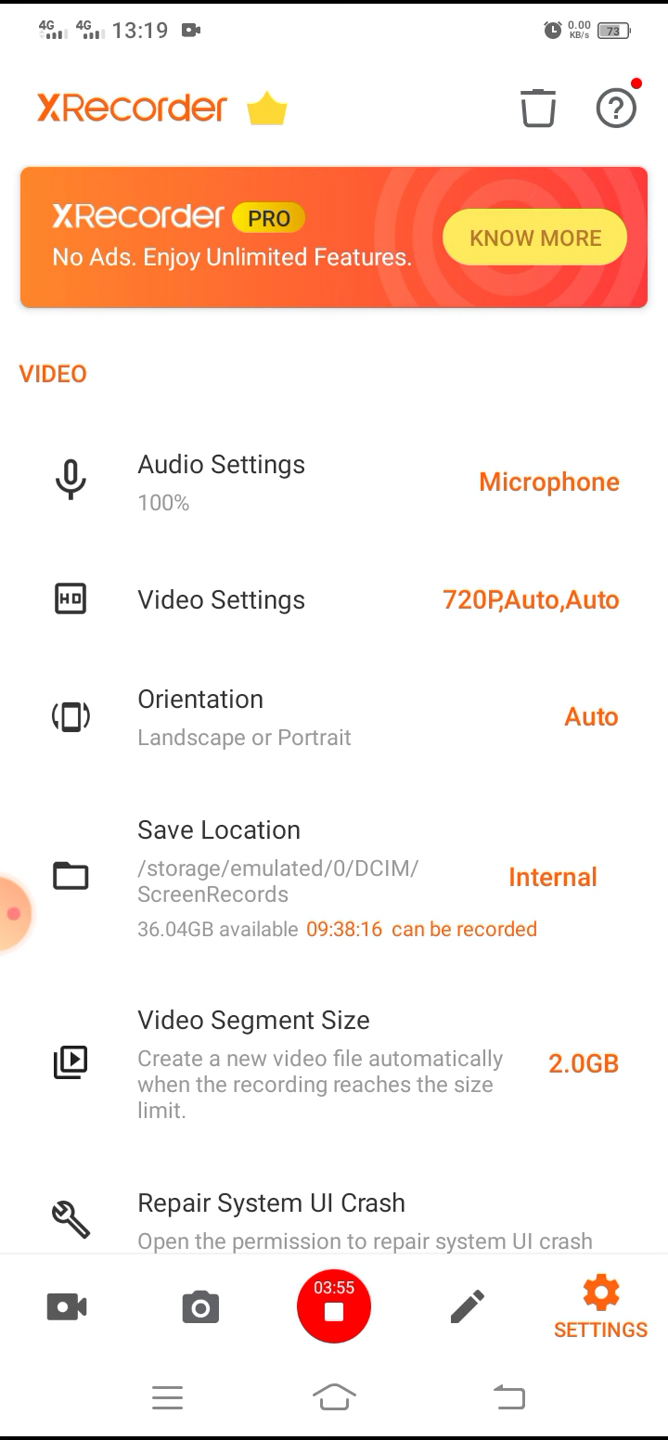 4G 4G 13:19 0.00 KB/s 73
XRecorder
XRecorder PRO
No Ads. Enjoy Unlimited Features.
KNOW MORE
VIDEO
Audio Settings
100%
Microphone
HD
Video Settings
720P,Auto,Auto
Orientation
Landscape or Portrait
Auto
Save Location
/storage/emulated/0/DCIM/
ScreenRecords
Internal
36.04GB available 09:38:16 can be recorded
Video Segment Size
Create a new video file automatically
when the recording reaches the size
limit.
2.0GB
Repair System UI Crash
Open the permission to repair system UI crash
03:55
SETTINGS